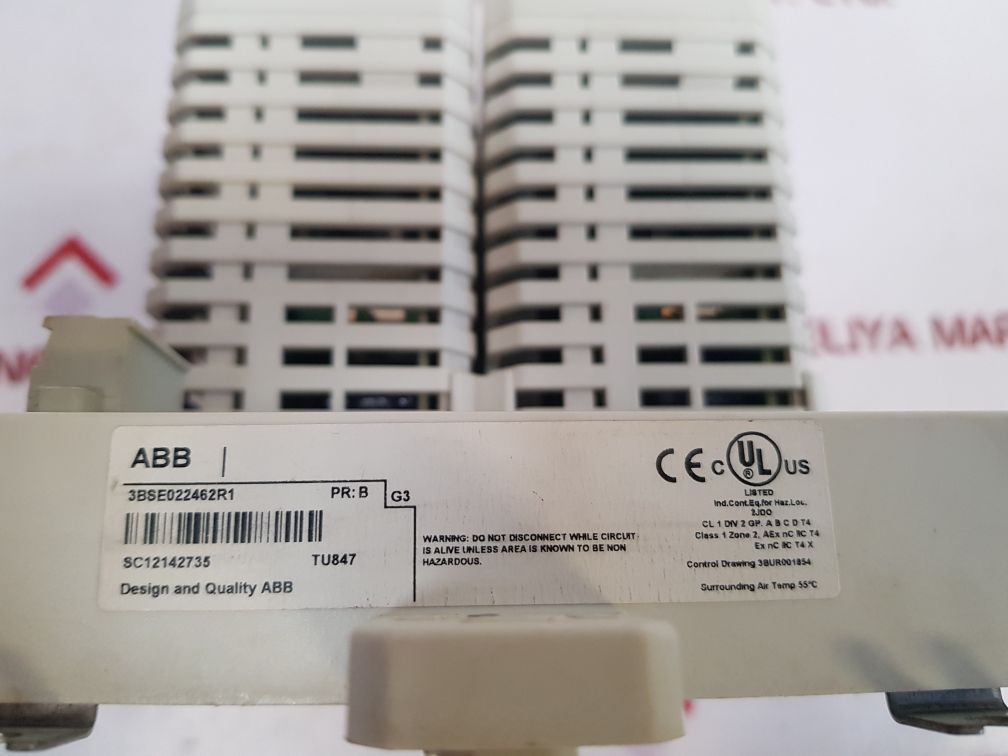 ELIYA MAR
ABB
3BSE022462R1 PR: B G3
SC12142735 TU847
Design and Quality ABB
WARNING: DO NOT DISCONNECT WHILE CIRCUIT
IS ALIVE UNLESS AREA IS KNOWN TO BE NON
HAZARDOUS.
CE C UL ® US
LISTED
Ind.Cont.Eq.for Haz.Loc.
2JDO
CL 1 DIV 2 GP. A B C D T4
Class 1 Zone 2, AEx nC IIC T4
Ex nC IIC T4 X
Control Drawing 3BUR001854
Surrounding Air Temp 55°C